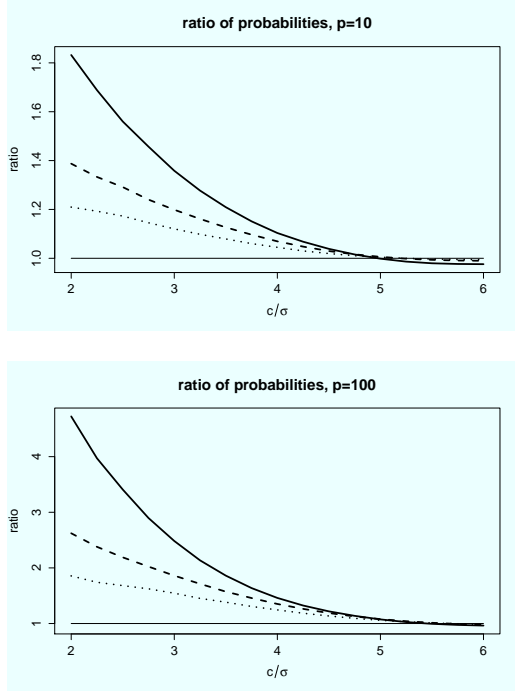 ratio of probabilities, p=10
ratio
1.0 1.2 1.4 1.6 1.8
2 3 4 5 6
c/σ
ratio of probabilities, p=100
ratio
1 2 3 4
2 3 4 5 6
c/σ